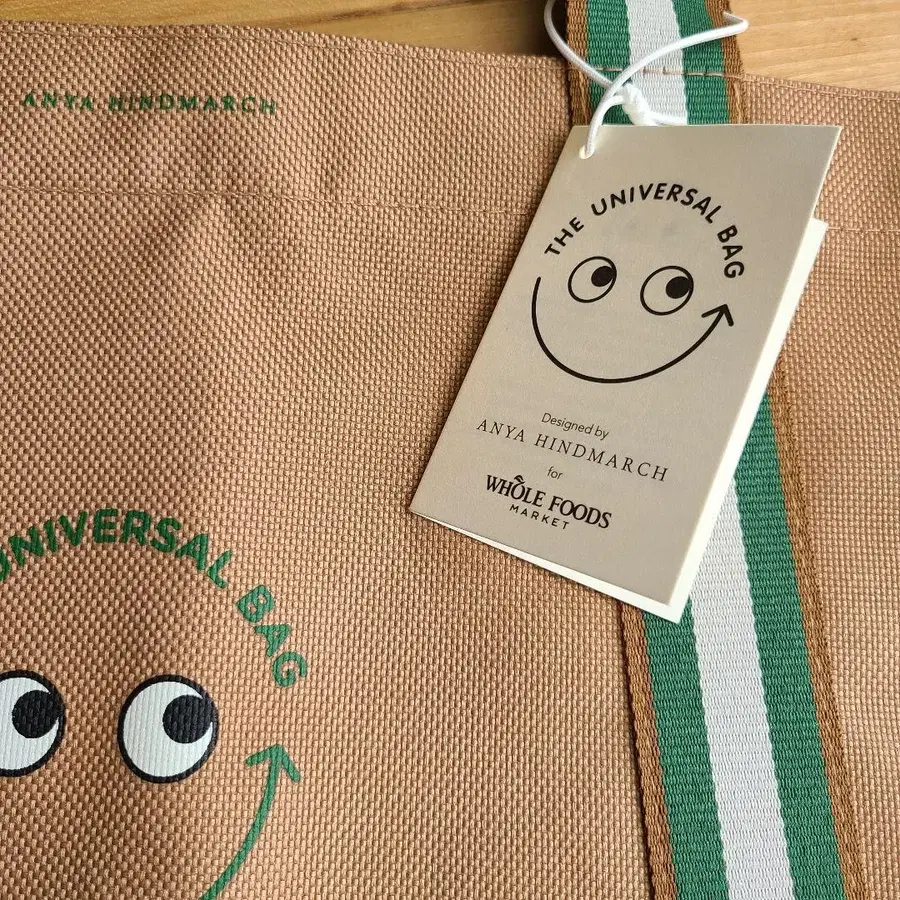 ANYA HINDMARCH
THE UNIVERSAL BAG
Designed by
ANYA HINDMARCH
for
WHOLE FOODS
MARKET
UNIVERSAL BAG